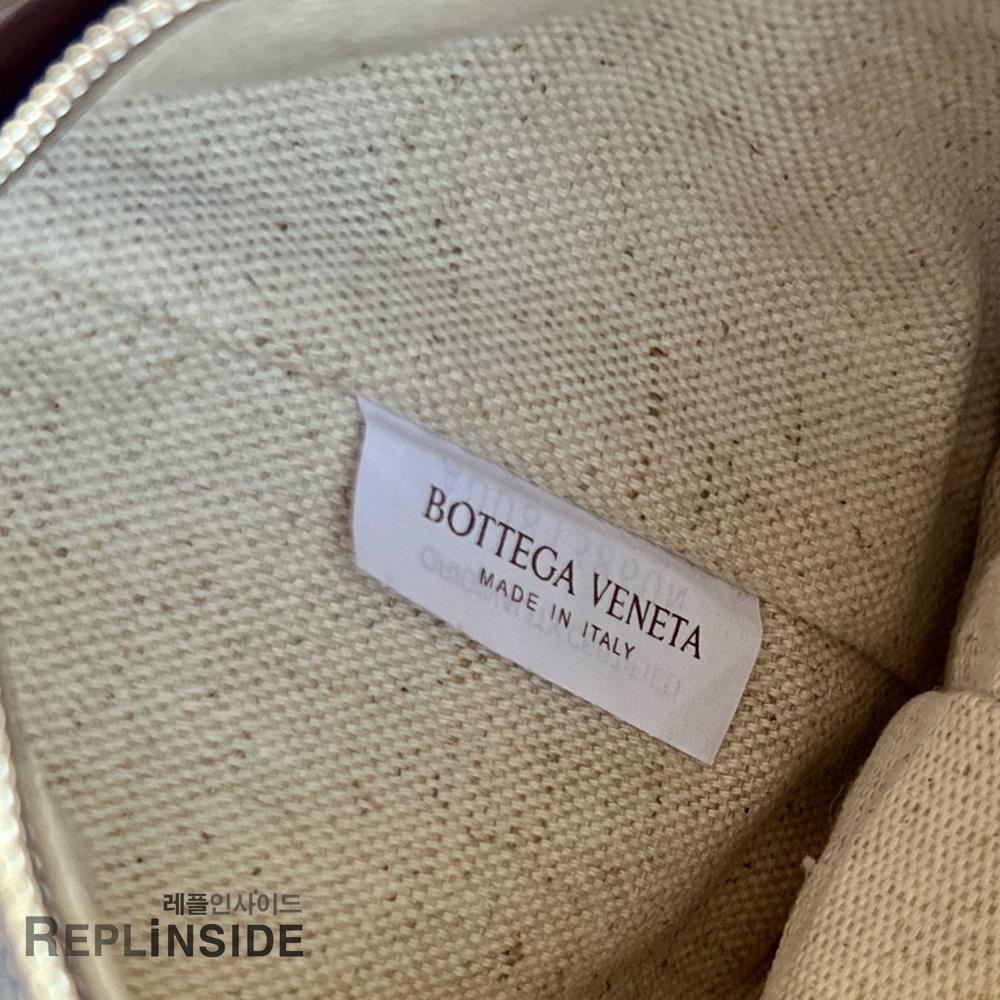 BOTTEGA VENETA
MADE IN ITALY
레플인사이드
REPLiNSIDE